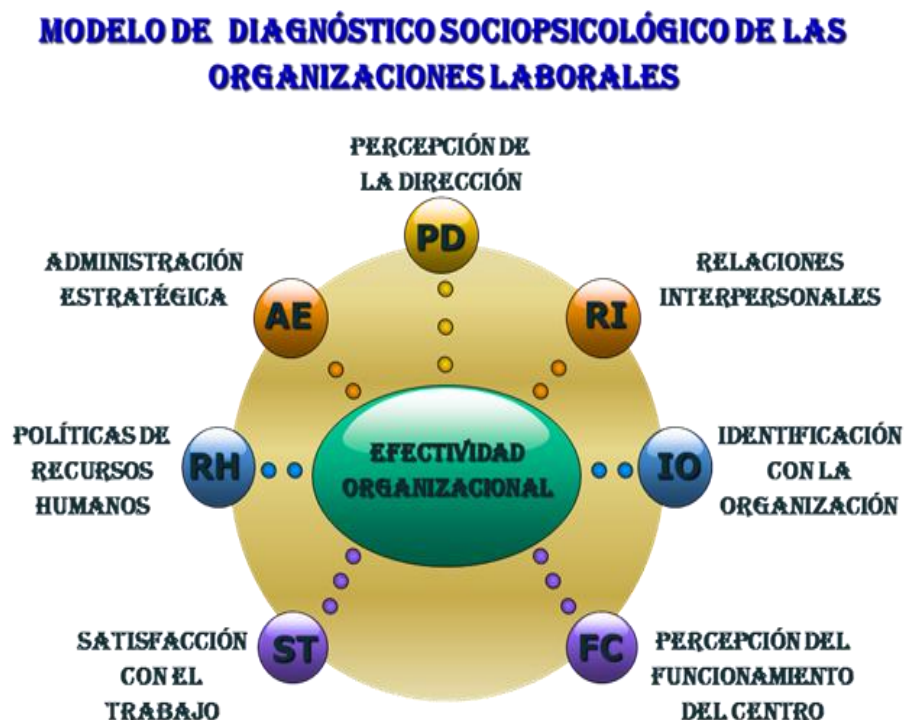 MODELO DE DIAGNÓSTICO SOCIOPSICOLÓGICO DE LAS
ORGANIZACIONES LABORALES
PERCEPCIÓN DE
LA DIRECCIÓN
PD
ADMINISTRACIÓN
ESTRATÉGICA
AE
RELACIONES
INTERPERSONALES
RI
POLÍTICAS DE
RECURSOS
HUMANOS
RH
EFECTIVIDAD
ORGANIZACIONAL
IO
IDENTIFICACIÓN
CON LA
ORGANIZACIÓN
SATISFACCIÓN
CON EL
TRABAJO
ST
FC
PERCEPCIÓN DEL
FUNCIONAMIENTO
DEL CENTRO